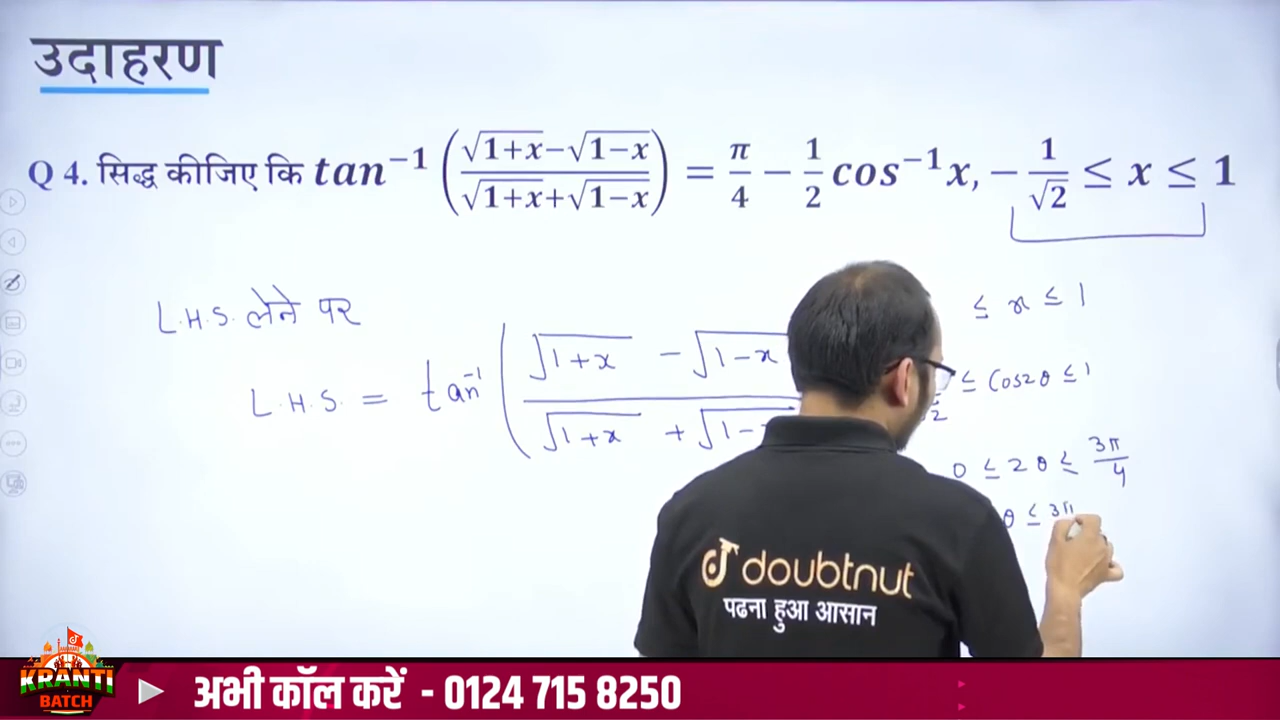 उदाहरण
Q 4. सिद्ध कीजिए कि tan⁻¹ ((√1+x−√1−x)/(√1+x+√1−x)) = π/4 − 1/2 cos⁻¹x, − 1/√2 ≤ x ≤ 1
L.H.S. लेने पर
≤ x ≤ 1
L.H.S. = tan⁻¹ ((√1+x − √1−x)/(√1+x + √1−
≤ Cos2θ ≤ 1
0 ≤ 2θ ≤ 3π/4
θ ≤ 3π
doubtnut
पढना हुआ आसान
KRANTI
BATCH
अभी कॉल करें - 0124 715 8250